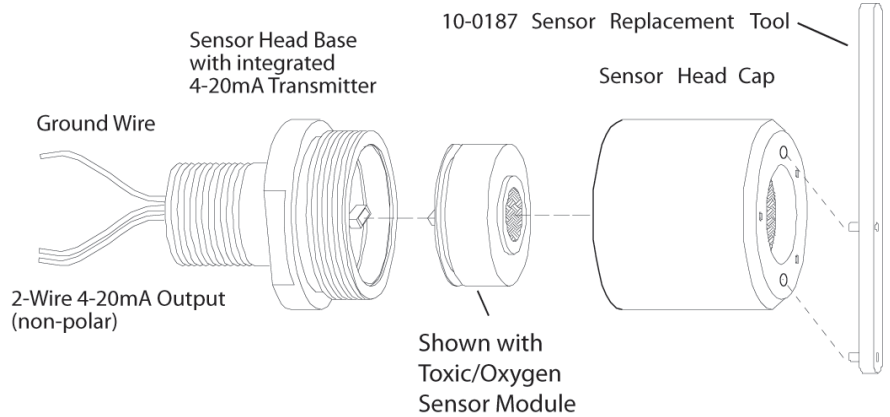 10-0187 Sensor Replacement Tool
Sensor Head Base
with integrated
4-20mA Transmitter
Sensor Head Cap
Ground Wire
2-Wire 4-20mA Output
(non-polar)
Shown with
Toxic/Oxygen
Sensor Module